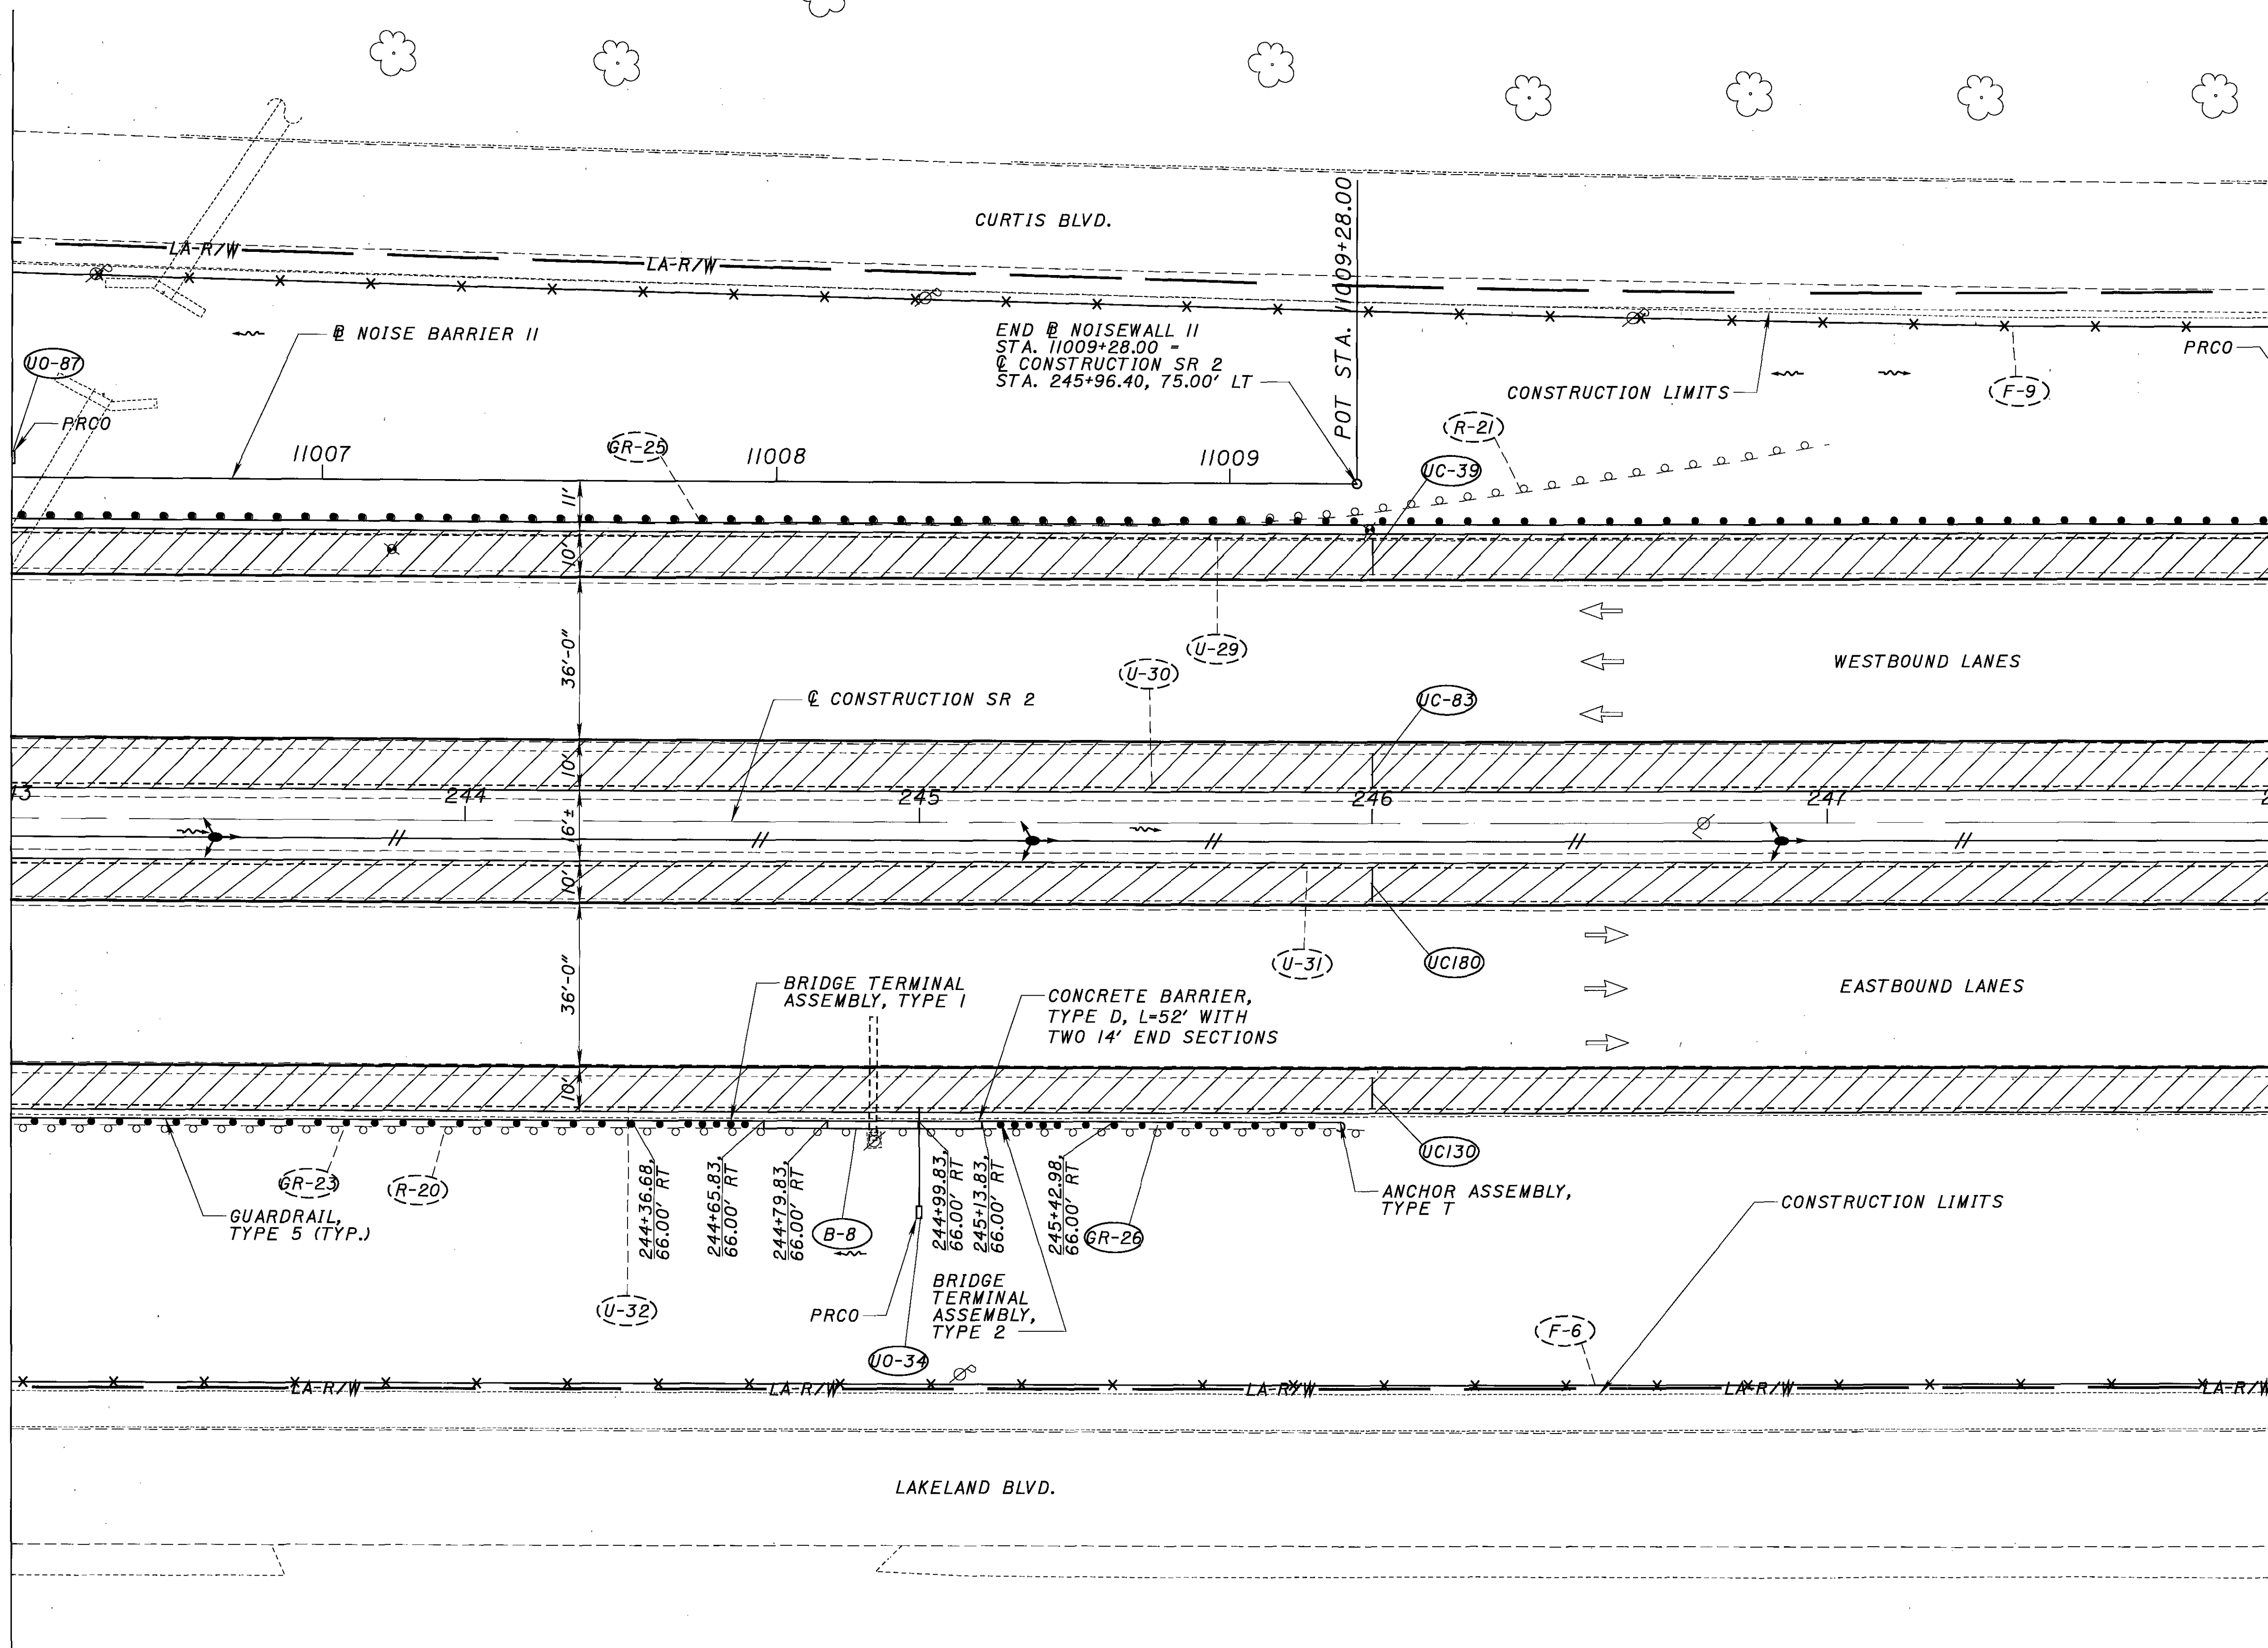 CURTIS BLVD.
POT STA. 11009+28.00
LA-R/W
LA-R/W
℄ NOISE BARRIER 11
END ℄ NOISEWALL 11
STA. 11009+28.00 =
℄ CONSTRUCTION SR 2
STA. 245+96.40, 75.00' LT
PRCO
UO-87
CONSTRUCTION LIMITS
F-9
PRCO
R-21
GR-25
11007
11008
11009
UC-39
11'
10'
36'-0"
U-29
WESTBOUND LANES
U-30
℄ CONSTRUCTION SR 2
UC-83
10'
244
245
246
247
16'±
10'
U-31
UC180
36'-0"
BRIDGE TERMINAL
ASSEMBLY, TYPE 1
CONCRETE BARRIER,
TYPE D, L=52' WITH
TWO 14' END SECTIONS
EASTBOUND LANES
10'
UC130
GR-23
R-20
GUARDRAIL,
TYPE 5 (TYP.)
244+36.68,
66.00' RT
244+65.83,
66.00' RT
244+79.83,
66.00' RT
B-8
244+99.83,
66.00' RT
245+13.83,
66.00' RT
245+42.98,
66.00' RT
GR-26
ANCHOR ASSEMBLY,
TYPE T
CONSTRUCTION LIMITS
U-32
PRCO
BRIDGE
TERMINAL
ASSEMBLY,
TYPE 2
UO-34
F-6
LA-R/W
LA-R/W
LA-R/W
LA-R/W
LA-R/W
LAKELAND BLVD.